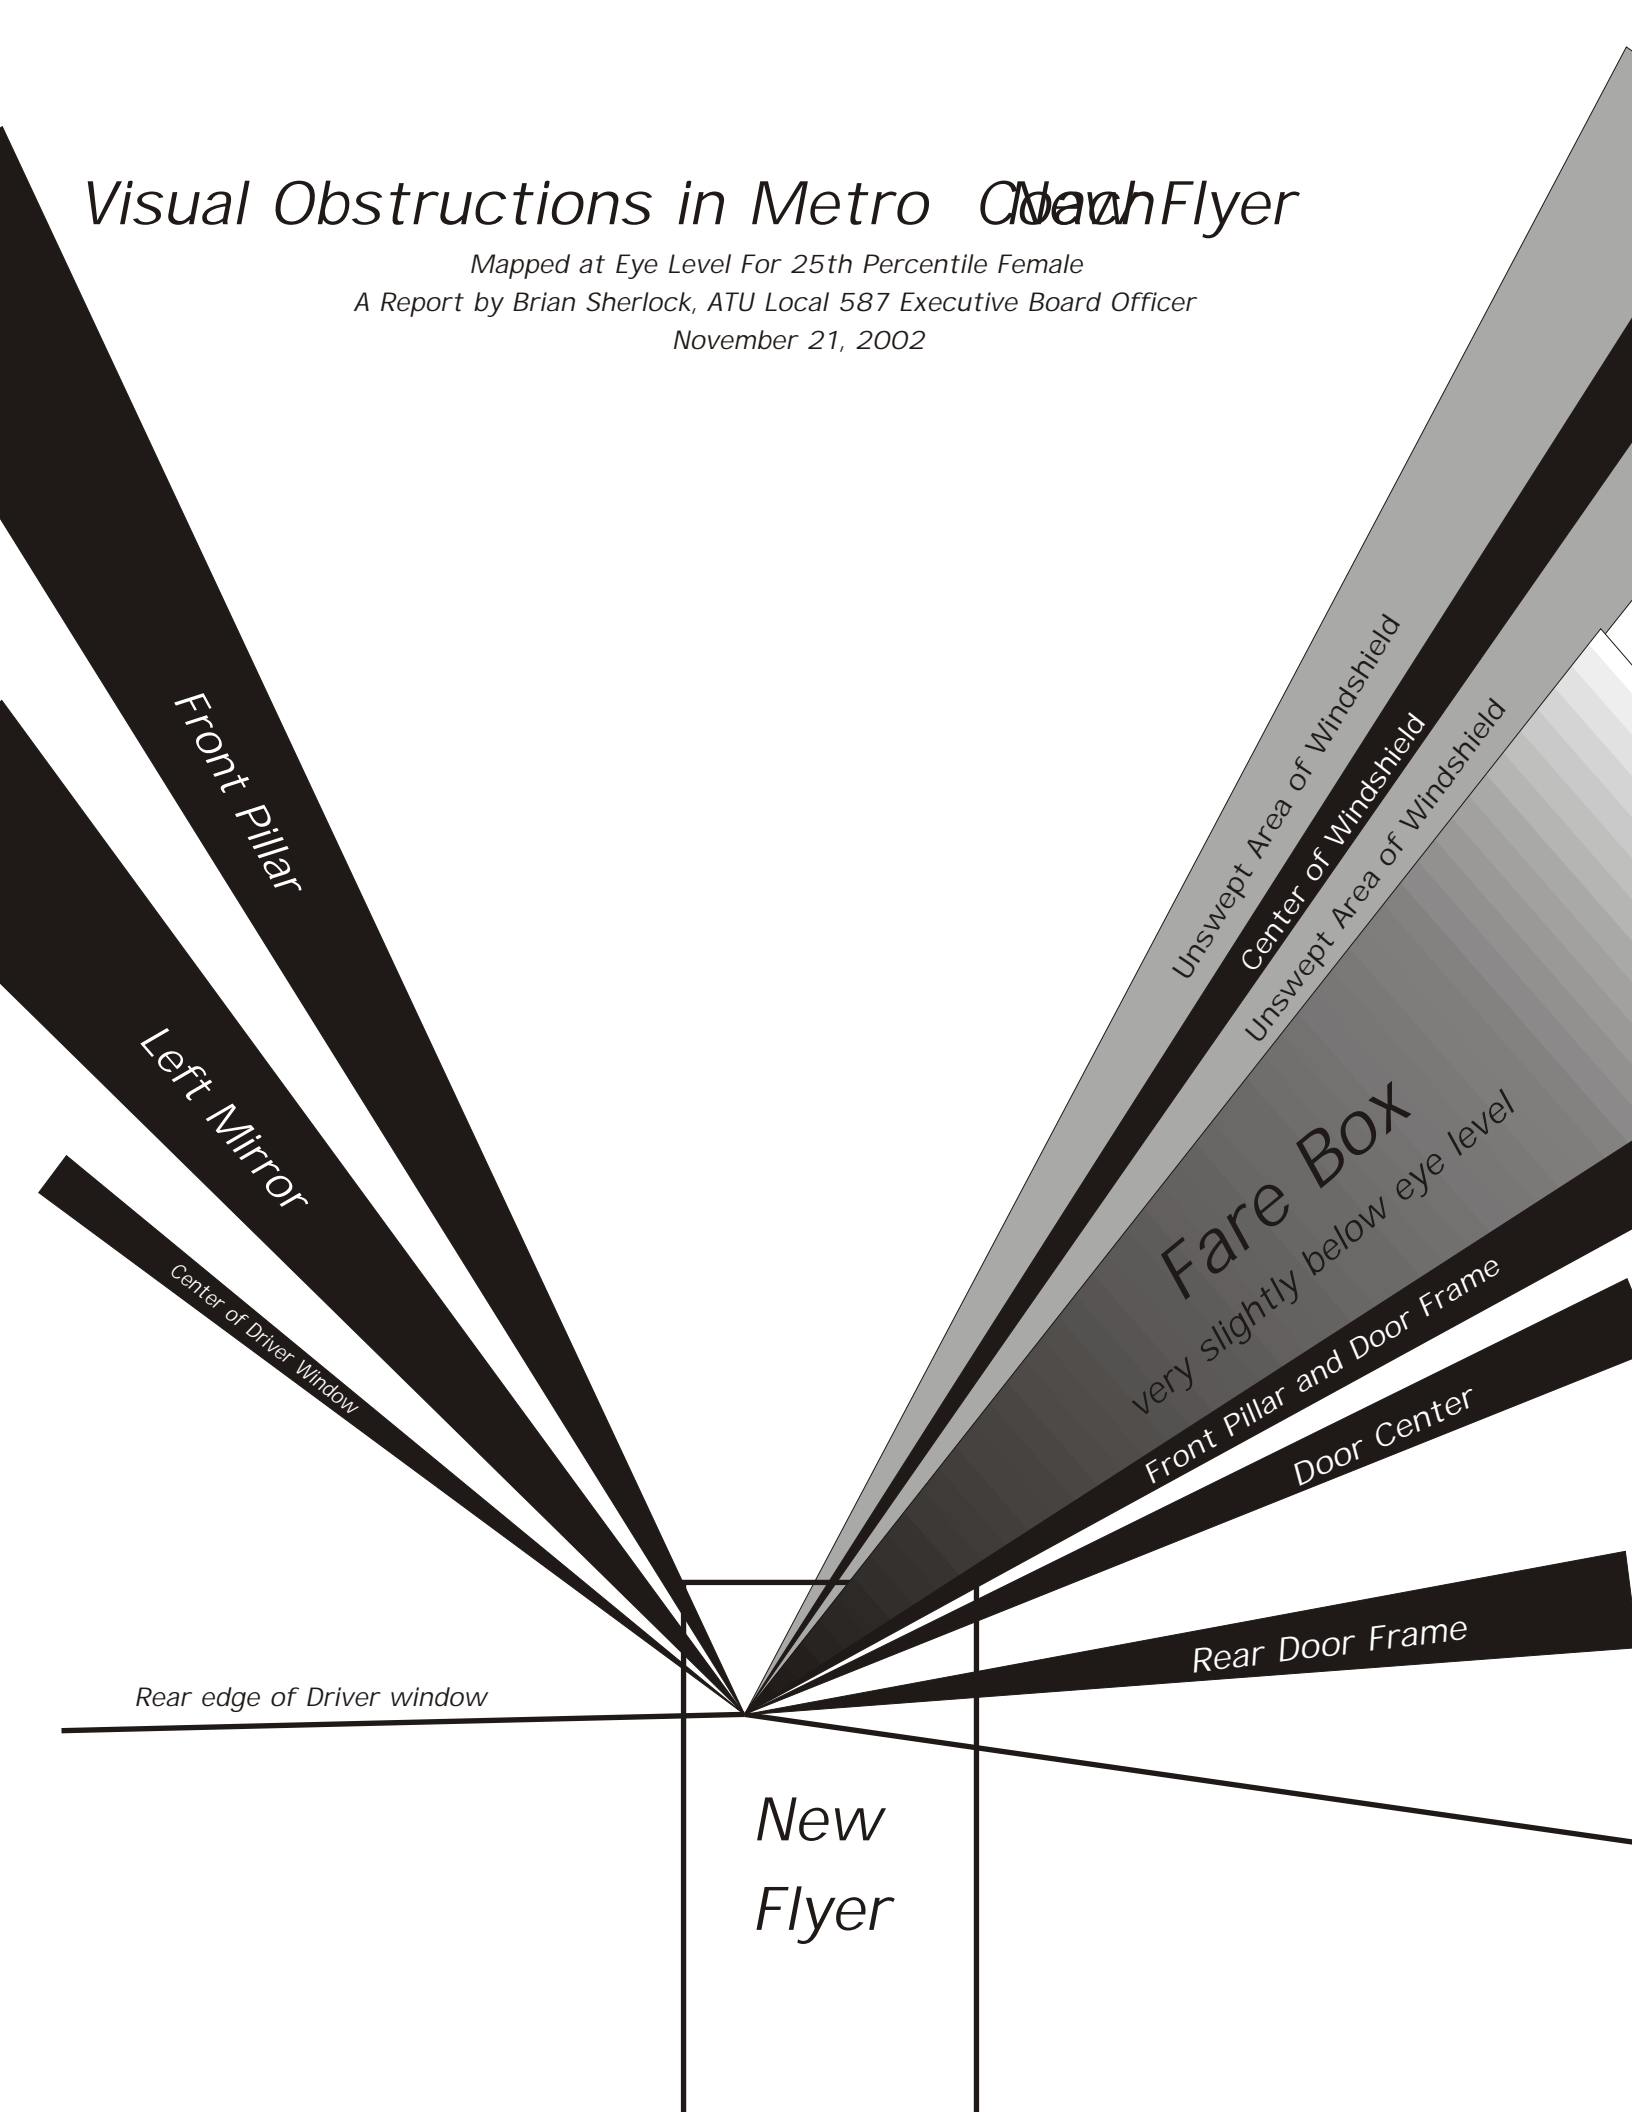 Visual Obstructions in Metro Coach New Flyer
Mapped at Eye Level For 25th Percentile Female
A Report by Brian Sherlock, ATU Local 587 Executive Board Officer
November 21, 2002
Front Pillar
Left Mirror
Center of Driver Window
Rear edge of Driver window
Unswept Area of Windshield
Center of Windshield
Unswept Area of Windshield
Fare Box
very slightly below eye level
Front Pillar and Door Frame
Door Center
Rear Door Frame
New
Flyer